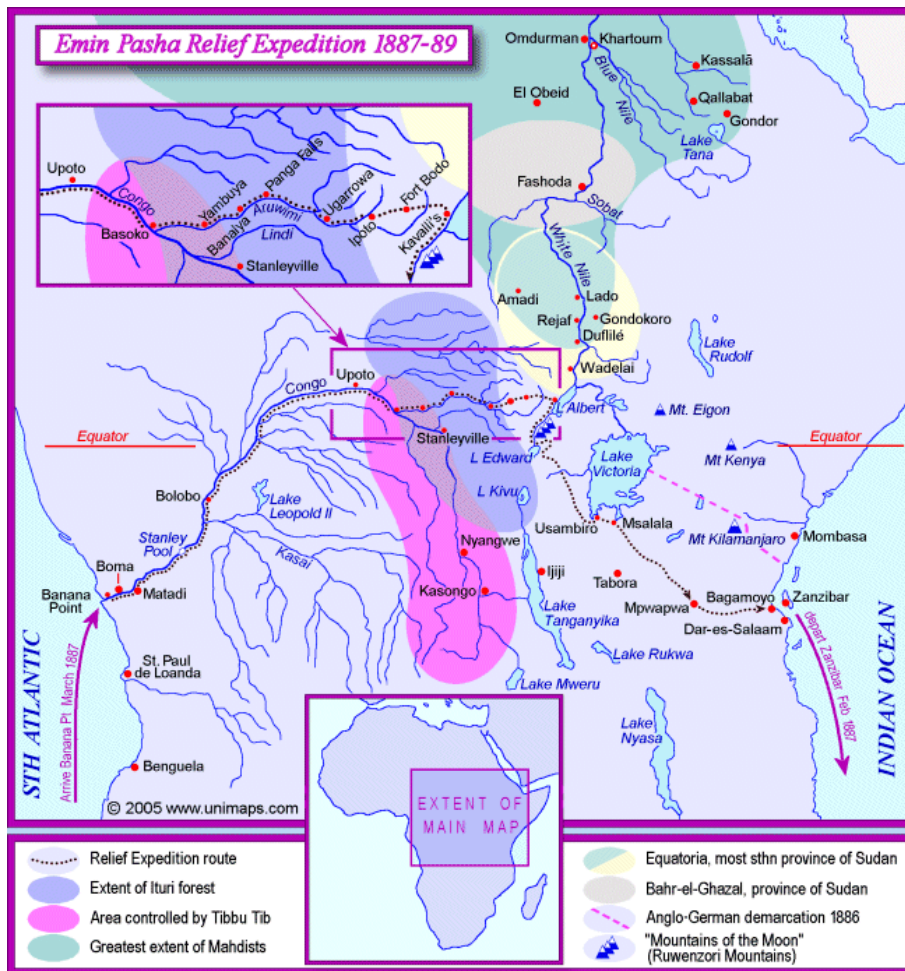 Emin Pasha Relief Expedition 1887-89
Omdurman
Khartoum
Blue
Nile
Kassalā
El Obeid
Qallabat
Gondor
Lake
Tana
Fashoda
Sobat
White
Nile
Upoto
Congo
Basoko
Yambuya
Banalya
Panga Falls
Aruwimi
Lindi
Stanleyville
Ugarrowa
Ipoto
Fort Bodo
Kavalli's
Amadi
Lado
Rejaf
Gondokoro
Duflilé
Wadelai
Lake
Rudolf
Upoto
Congo
Stanleyville
L Albert
Mt. Eigon
Equator
Equator
L Edward
Lake
Victoria
Mt Kenya
Bolobo
Lake
Leopold II
L Kivu
Usambiro
Msalala
Mt Kilamanjaro
Mombasa
Stanley
Pool
Kasai
Nyangwe
Boma
Banana
Point
Matadi
Kasongo
Ijiji
Tabora
Mpwapwa
Bagamoyo
Zanzibar
Dar-es-Salaam
Lake
Tanganyika
Lake Rukwa
Lake Mweru
Lake
Nyasa
St. Paul
de Loanda
Benguela
STH ATLANTIC
Arrive Banana Pt. March 1887
INDIAN OCEAN
depart Zanzibar Feb 1887
© 2005 www.unimaps.com
EXTENT OF
MAIN MAP
Relief Expedition route
Extent of Ituri forest
Area controlled by Tibbu Tib
Greatest extent of Mahdists
Equatoria, most sthn province of Sudan
Bahr-el-Ghazal, province of Sudan
Anglo-German demarcation 1886
"Mountains of the Moon"
(Ruwenzori Mountains)